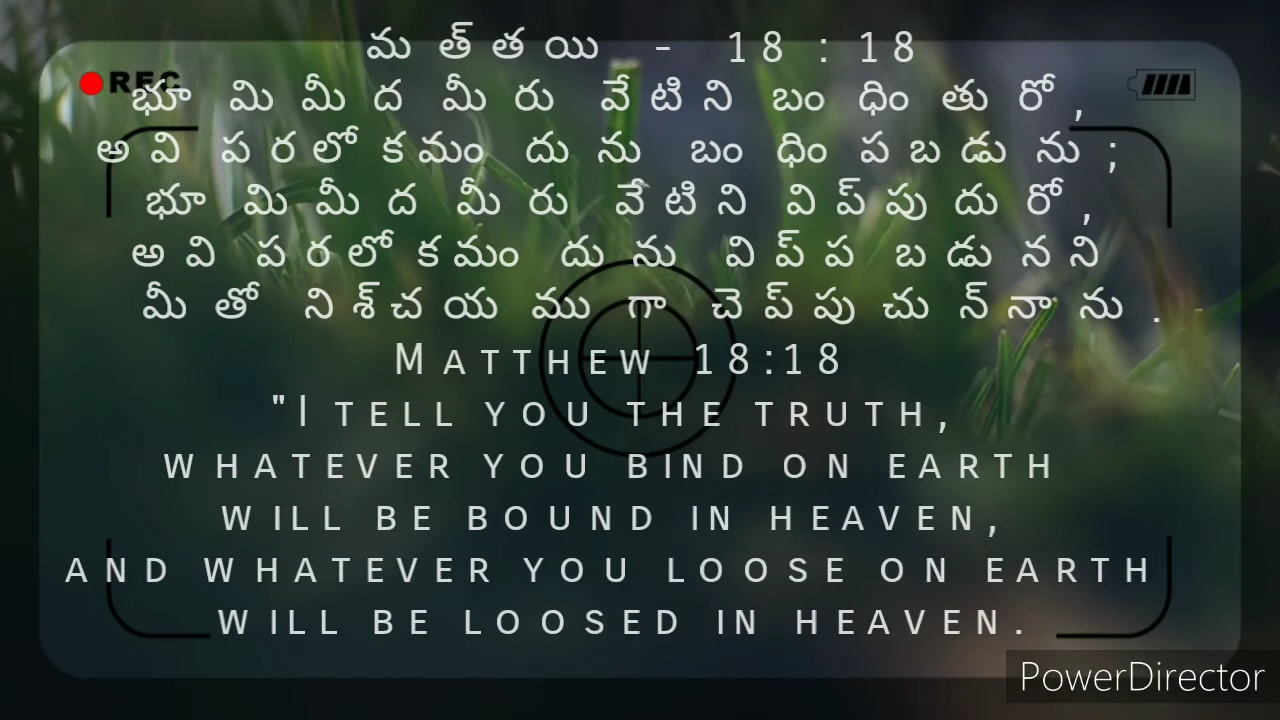 మత్తయి - 18 : 18
REC
భూమిమీద మీరు వేటిని బంధింతురో,
అవి పరలోకమందును బంధింపబడును;
భూమిమీద మీరు వేటిని విప్పుదురో,
అవి పరలోకమందును విప్పబడునని
మీతో నిశ్చయముగా చెప్పుచున్నాను.
MATTHEW 18:18
"I TELL YOU THE TRUTH,
WHATEVER YOU BIND ON EARTH
WILL BE BOUND IN HEAVEN,
AND WHATEVER YOU LOOSE ON EARTH
WILL BE LOOSED IN HEAVEN.
PowerDirector